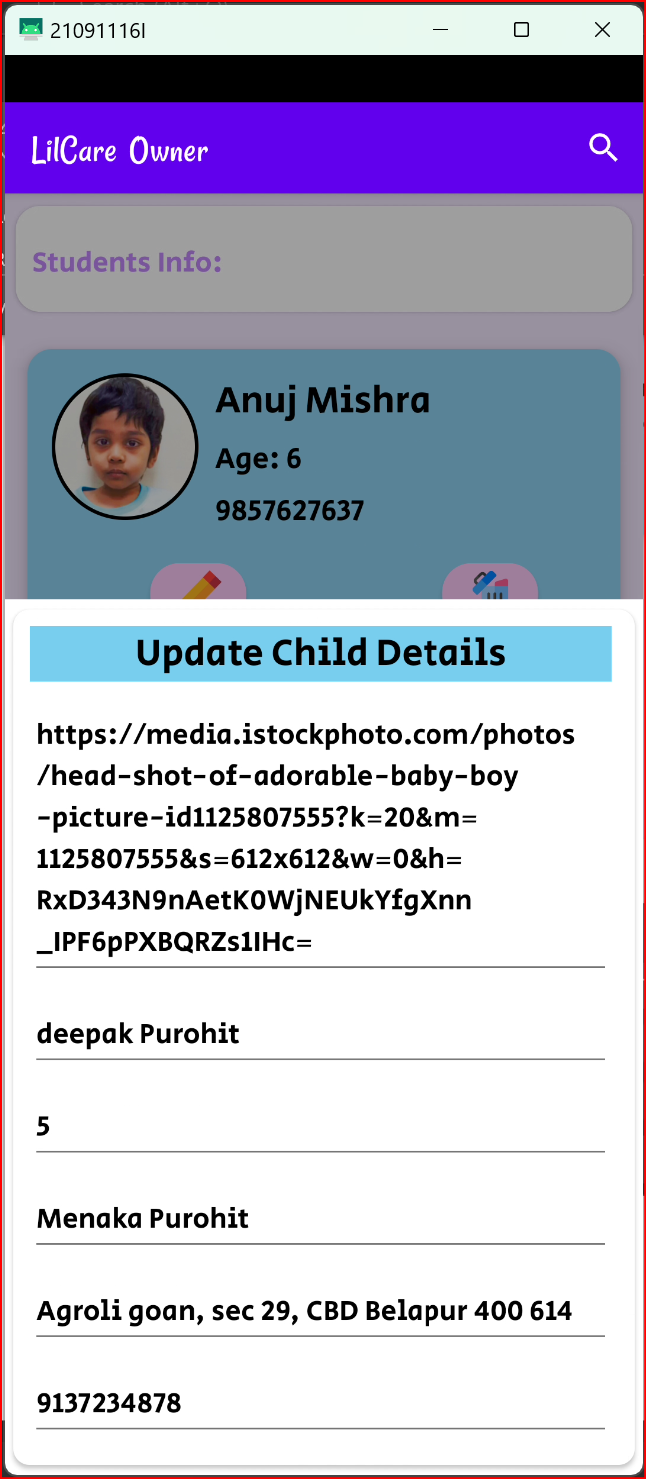 21091116I
LilCare Owner
Students Info:
Anuj Mishra
Age: 6
9857627637
Update Child Details
https://media.istockphoto.com/photos
/head-shot-of-adorable-baby-boy
-picture-id1125807555?k=20&m=
1125807555&s=612x612&w=0&h=
RxD343N9nAetK0WjNEUkYfgXnn
_IPF6pPXBQRZs1IHc=
deepak Purohit
5
Menaka Purohit
Agroli goan, sec 29, CBD Belapur 400 614
9137234878